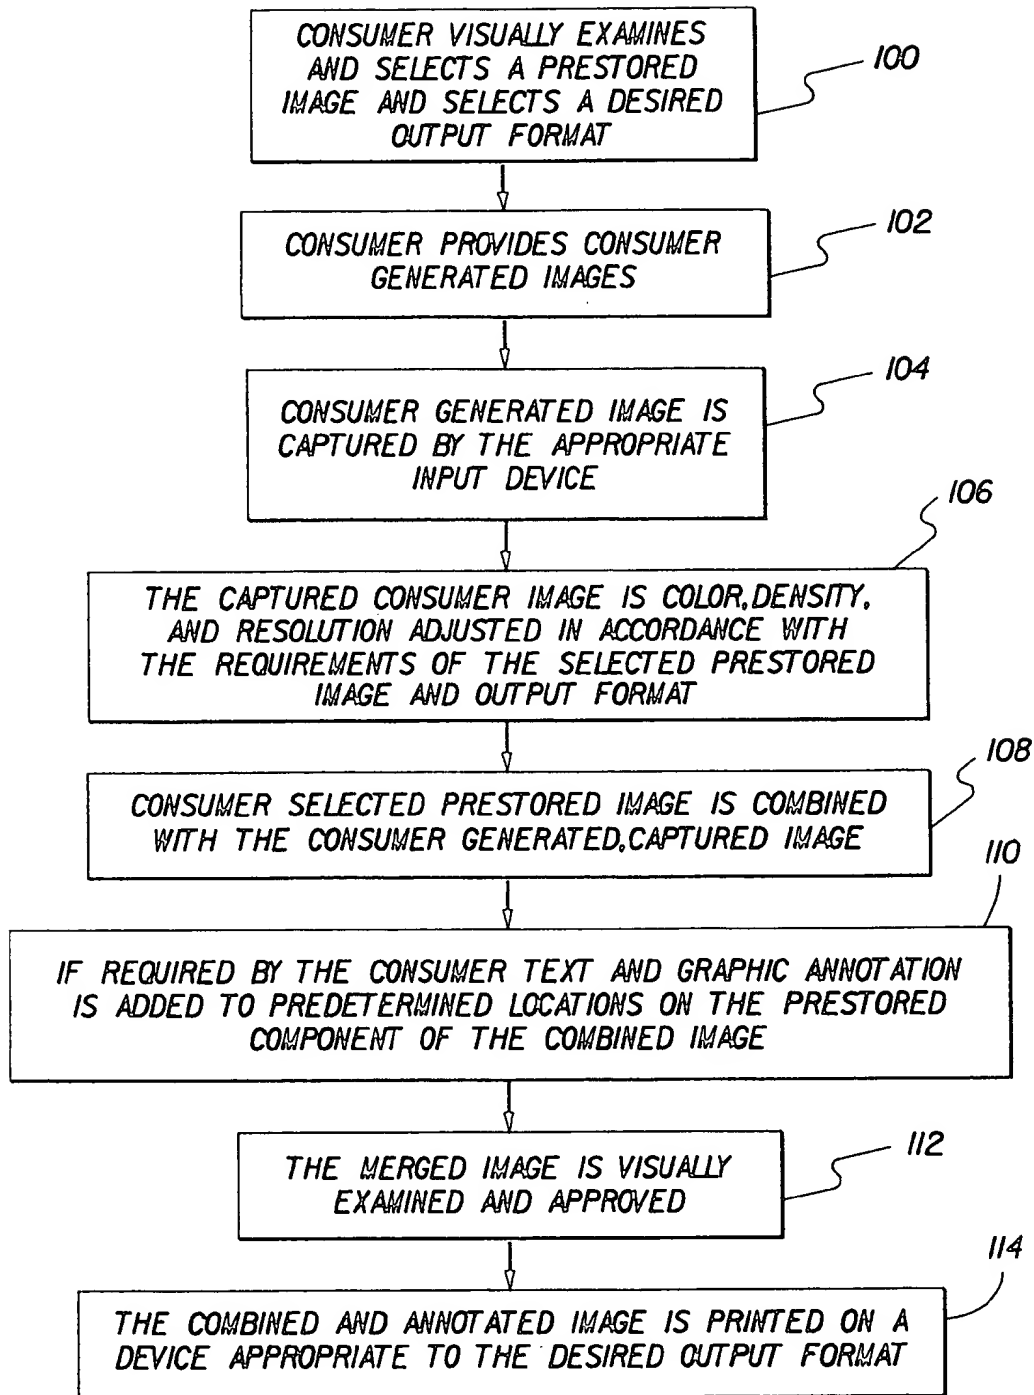 CONSUMER VISUALLY EXAMINES
AND SELECTS A PRESTORED
IMAGE AND SELECTS A DESIRED
OUTPUT FORMAT
100
CONSUMER PROVIDES CONSUMER
GENERATED IMAGES
102
CONSUMER GENERATED IMAGE IS
CAPTURED BY THE APPROPRIATE
INPUT DEVICE
104
THE CAPTURED CONSUMER IMAGE IS COLOR,DENSITY,
AND RESOLUTION ADJUSTED IN ACCORDANCE WITH
THE REQUIREMENTS OF THE SELECTED PRESTORED
IMAGE AND OUTPUT FORMAT
106
CONSUMER SELECTED PRESTORED IMAGE IS COMBINED
WITH THE CONSUMER GENERATED,CAPTURED IMAGE
108
IF REQUIRED BY THE CONSUMER TEXT AND GRAPHIC ANNOTATION
IS ADDED TO PREDETERMINED LOCATIONS ON THE PRESTORED
COMPONENT OF THE COMBINED IMAGE
110
THE MERGED IMAGE IS VISUALLY
EXAMINED AND APPROVED
112
THE COMBINED AND ANNOTATED IMAGE IS PRINTED ON A
DEVICE APPROPRIATE TO THE DESIRED OUTPUT FORMAT
114